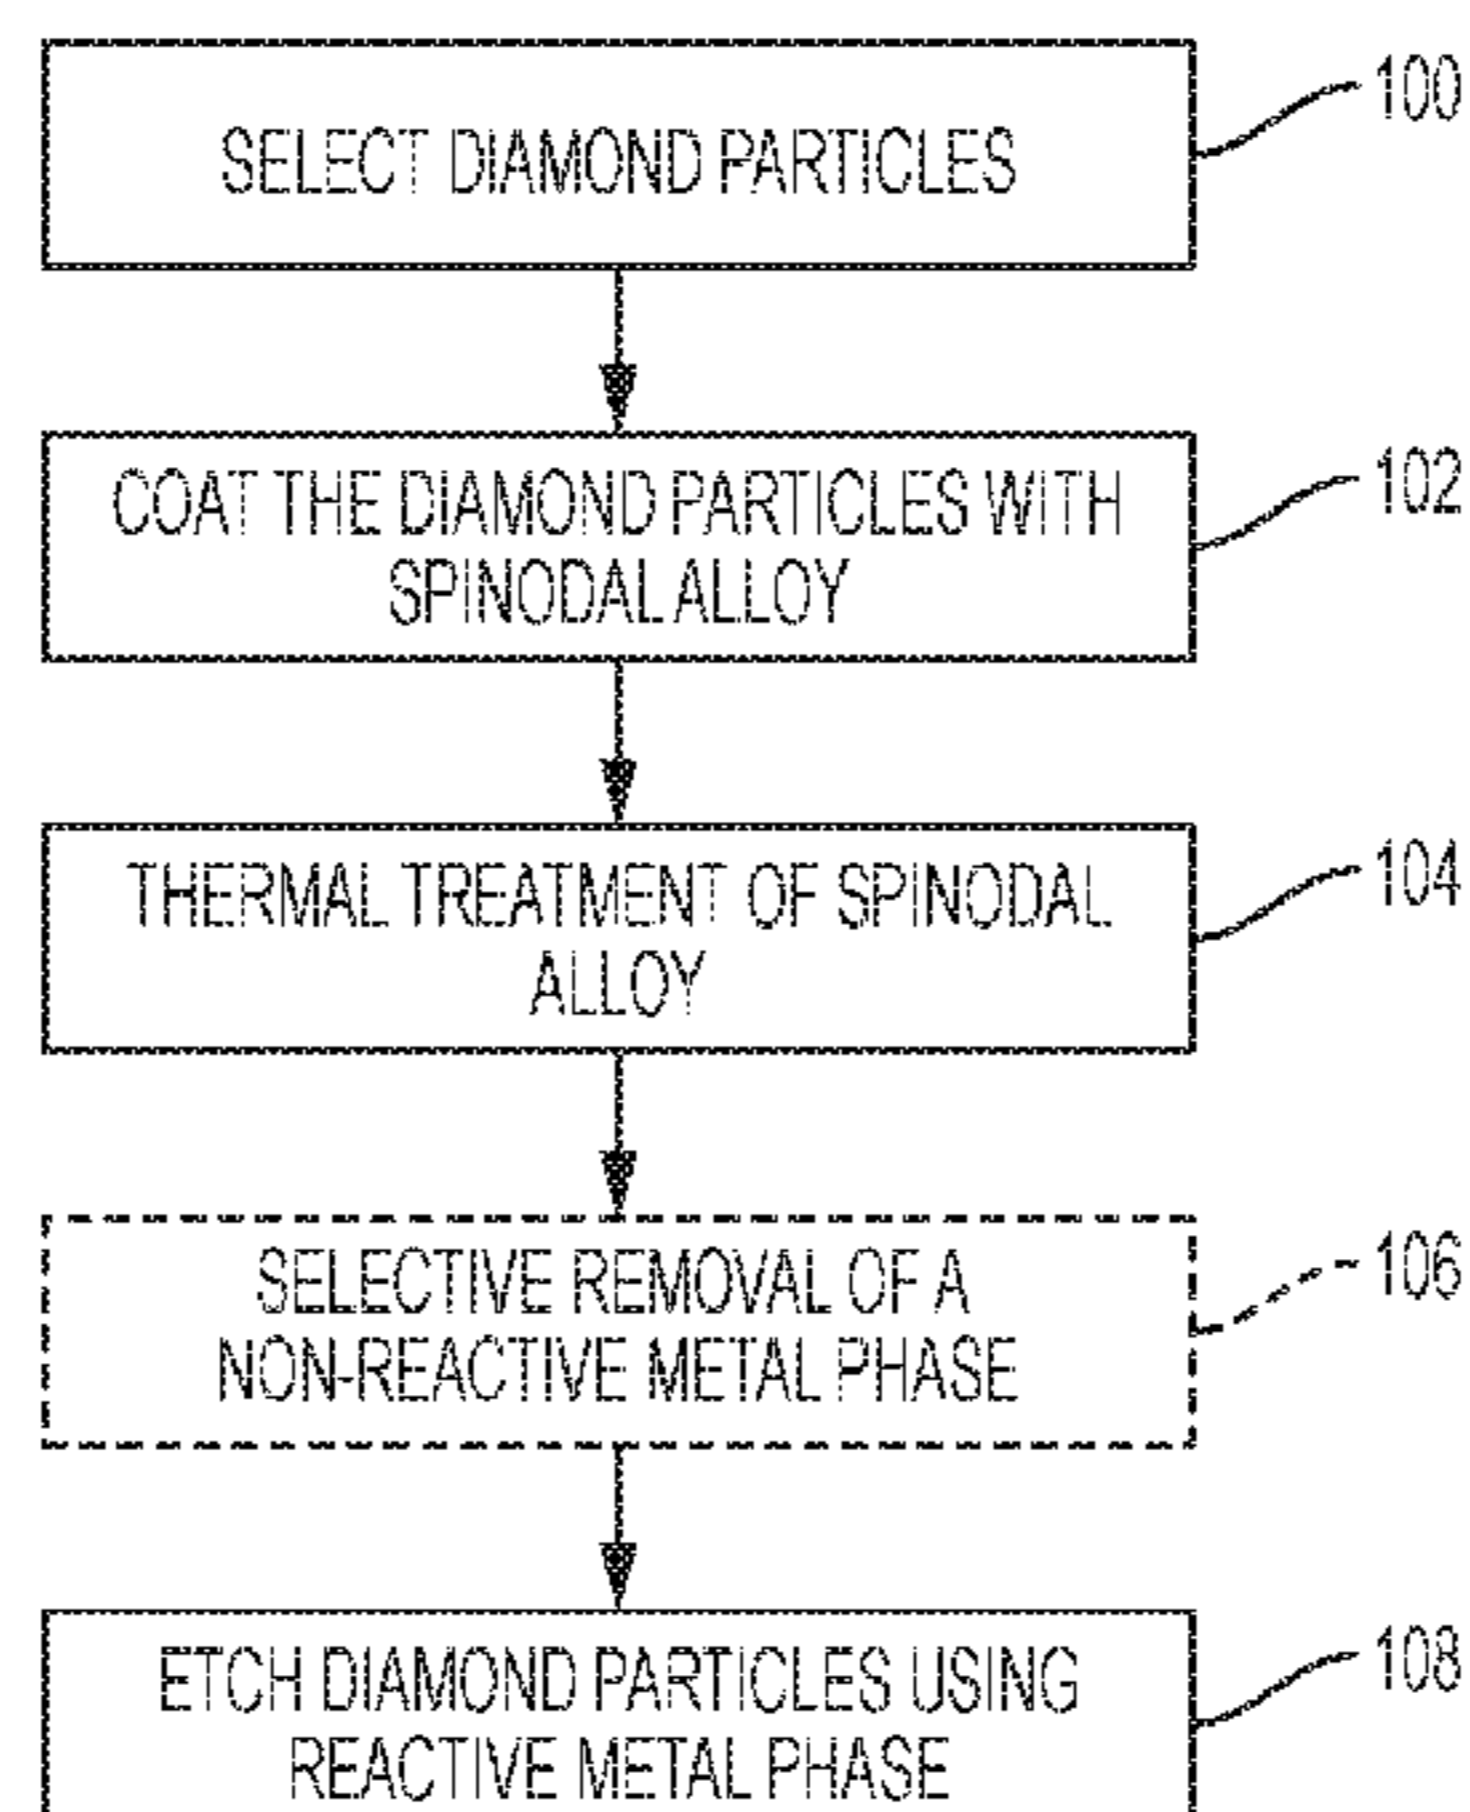 100
SELECT DIAMOND PARTICLES
102
COAT THE DIAMOND PARTICLES WITH
SPINODAL ALLOY
104
THERMAL TREATMENT OF SPINODAL
ALLOY
106
SELECTIVE REMOVAL OF A
NON-REACTIVE METAL PHASE
108
ETCH DIAMOND PARTICLES USING
REACTIVE METAL PHASE